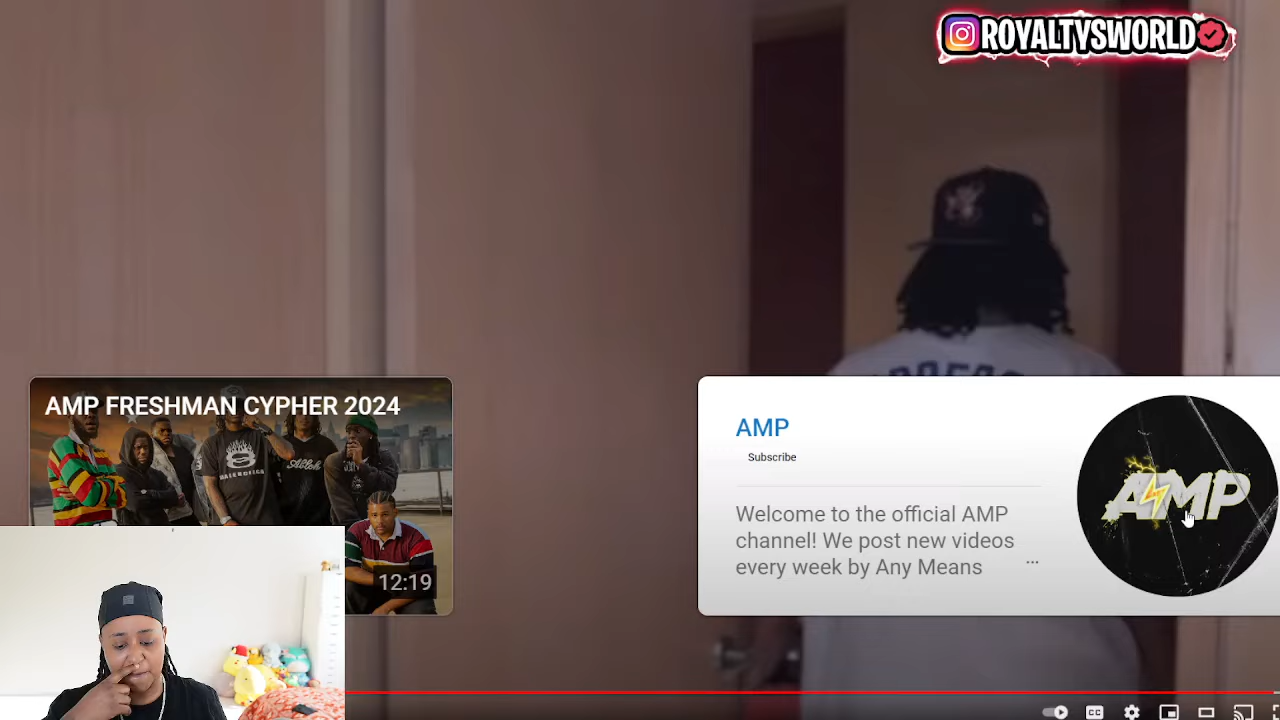 ROYALTYSWORLD
AMP FRESHMAN CYPHER 2024
12:19
AMP
Subscribe
Welcome to the official AMP
channel! We post new videos
every week by Any Means
...
AMP
CC